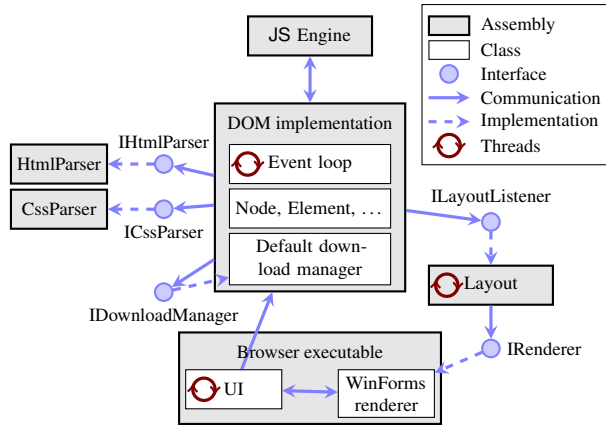 JS Engine
Assembly
Class
Interface
Communication
Implementation
Threads
DOM implementation
Event loop
Node, Element, . . .
Default down-
load manager
IHtmlParser
HtmlParser
CssParser
ICssParser
IDownloadManager
ILayoutListener
Layout
IRenderer
Browser executable
UI
WinForms
renderer